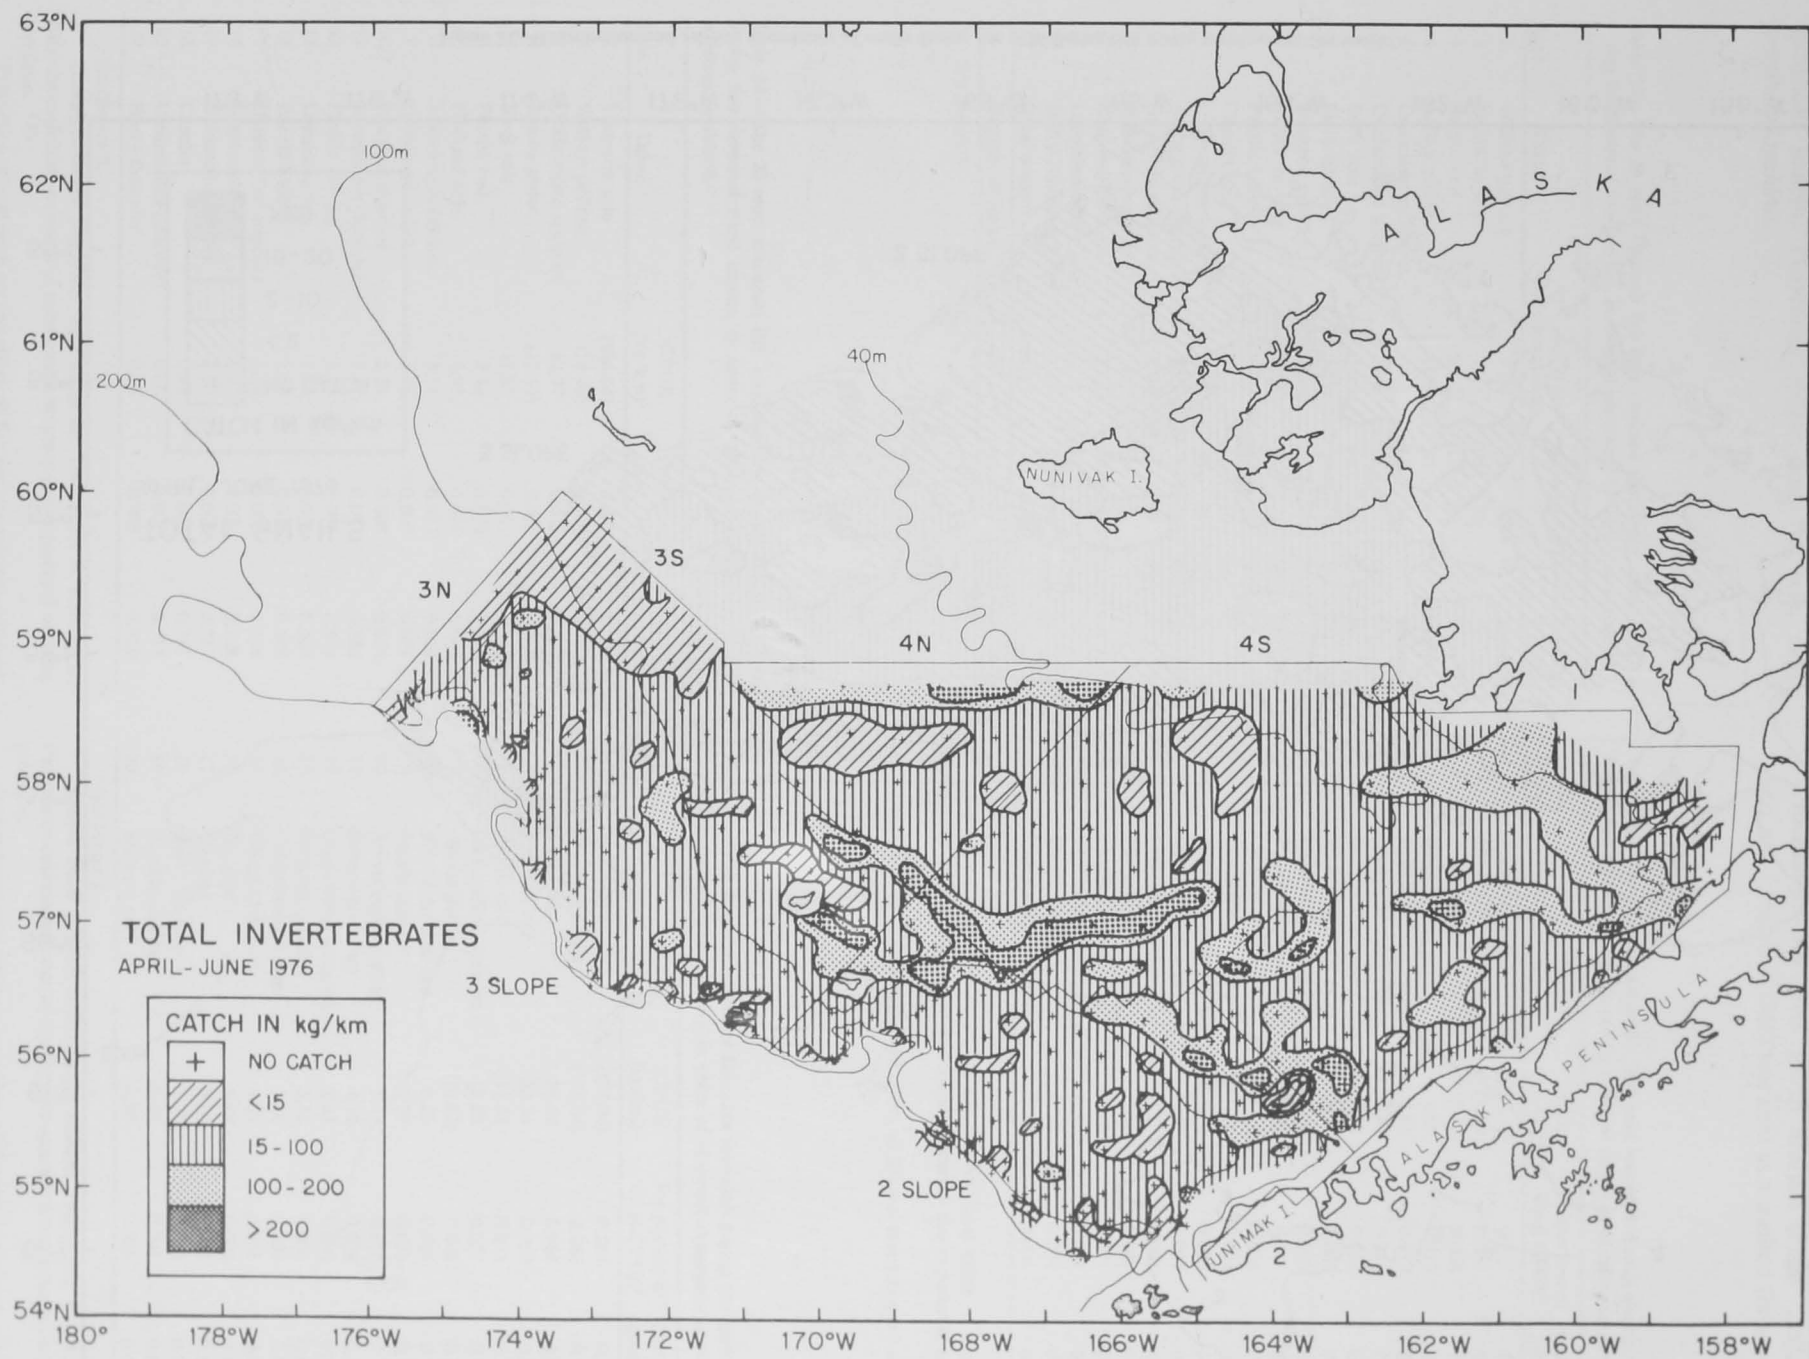 63°N
62°N
61°N
60°N
59°N
58°N
57°N
56°N
55°N
54°N
180°
178°W
176°W
174°W
172°W
170°W
168°W
166°W
164°W
162°W
160°W
158°W
100m
200m
40m
ALASKA
NUNIVAK I.
3N
3S
4N
4S
1
TOTAL INVERTEBRATES
APRIL-JUNE 1976
3 SLOPE
2 SLOPE
CATCH IN kg/km
+ NO CATCH
<15
15-100
100-200
>200
ALASKA PENINSULA
UNIMAK I.
2